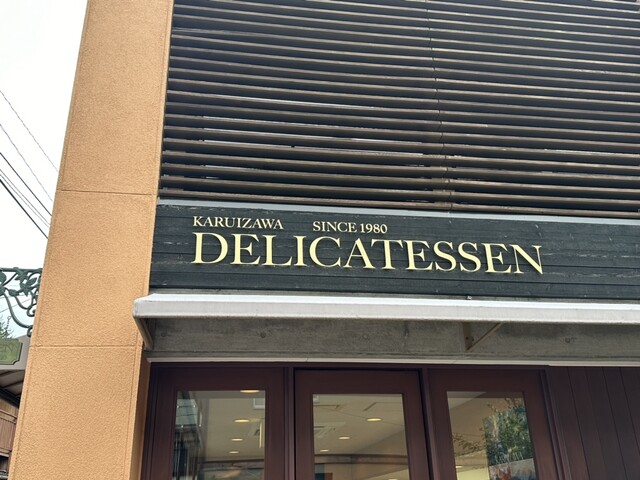 KARUIZAWA SINCE 1980
DELICATESSEN